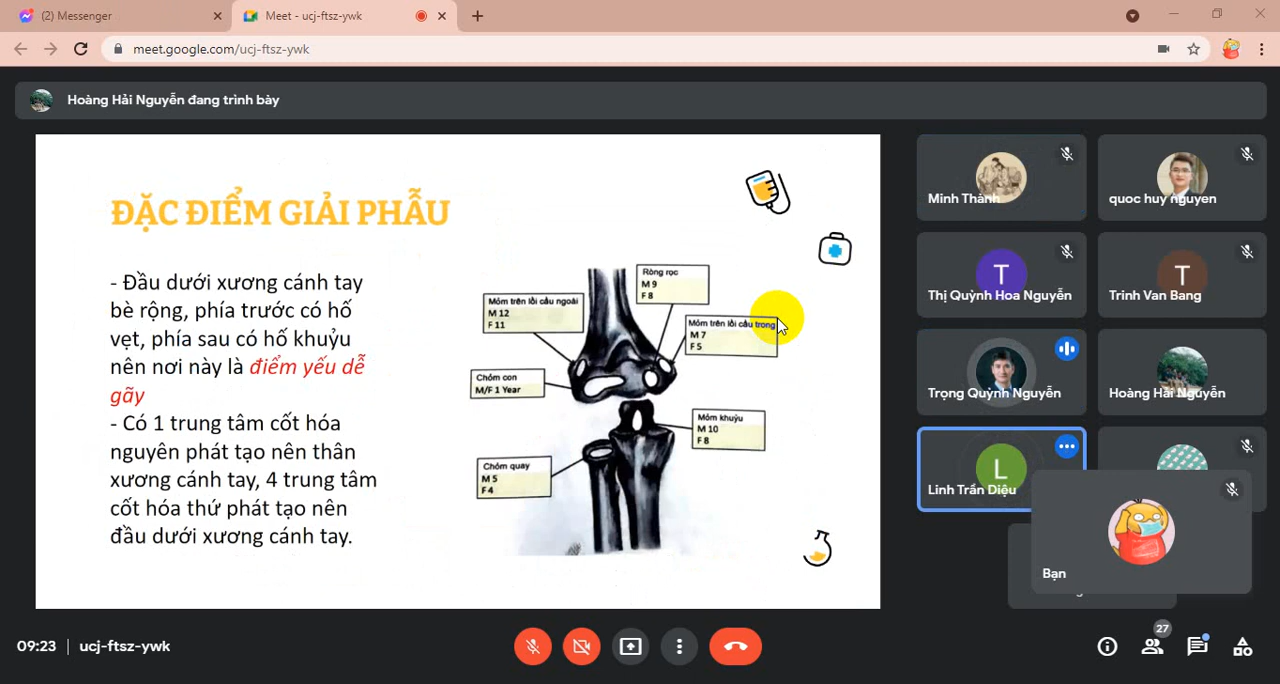 (2) Messenger
Meet - ucj-ftsz-ywk
meet.google.com/ucj-ftsz-ywk
Hoàng Hải Nguyễn đang trình bày
ĐẶC ĐIỂM GIẢI PHẪU
- Đầu dưới xương cánh tay
bè rộng, phía trước có hố
vẹt, phía sau có hố khuỷu
nên nơi này là điểm yếu dễ
gãy
- Có 1 trung tâm cốt hóa
nguyên phát tạo nên thân
xương cánh tay, 4 trung tâm
cốt hóa thứ phát tạo nên
đầu dưới xương cánh tay.
Ròng rọc
M 9
F 8
Mỏm trên lồi cầu ngoài
M 12
F 11
Mỏm trên lồi cầu trong
M 7
F 5
Chỏm con
M/F 1 Year
Mỏm khuỷu
M 10
F 8
Chỏm quay
M 5
F 4
Minh Thành
quoc huy nguyen
T
Thị Quỳnh Hoa Nguyễn
T
Trinh Van Bang
Trọng Quỳnh Nguyễn
Hoàng Hải Nguyễn
L
Linh Trần Diệu
Bạn
09:23
ucj-ftsz-ywk
27